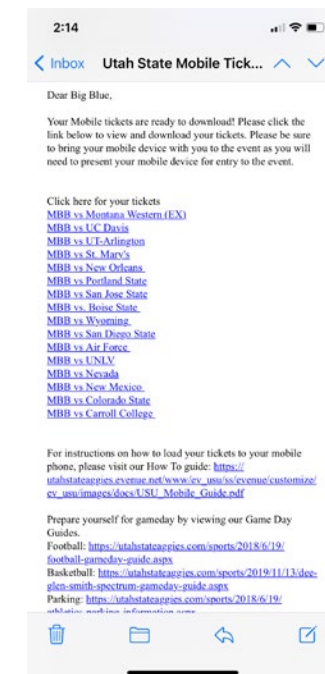 2:14
Inbox Utah State Mobile Tick...
Dear Big Blue,
Your Mobile tickets are ready to download! Please click the
link below to view and download your tickets. Please be sure
to bring your mobile device with you to the event as you will
need to present your mobile device for entry to the event.
Click here for your tickets
MBB vs Montana Western (EX)
MBB vs UC Davis
MBB vs UT-Arlington
MBB vs St. Mary's
MBB vs New Orleans
MBB vs Portland State
MBB vs San Jose State
MBB vs. Boise State
MBB vs Wyoming
MBB vs San Diego State
MBB vs Air Force
MBB vs UNLV
MBB vs Nevada
MBB vs New Mexico
MBB vs Colorado State
MBB vs Carroll College
For instructions on how to load your tickets to your mobile
phone, please visit our How To guide: https://
utahstateaggies.evenue.net/www/ev_usu/ss/evenue/customize/
ev_usu/images/docs/USU_Mobile_Guide.pdf
Prepare yourself for gameday by viewing our Game Day
Guides.
Football: https://utahstateaggies.com/sports/2018/6/19/
football-gameday-guide.aspx
Basketball: https://utahstateaggies.com/sports/2019/11/13/dee-
glen-smith-spectrum-gameday-guide.aspx
Parking: https://utahstateaggies.com/sports/2018/6/19/
athletics-parking-information.aspx